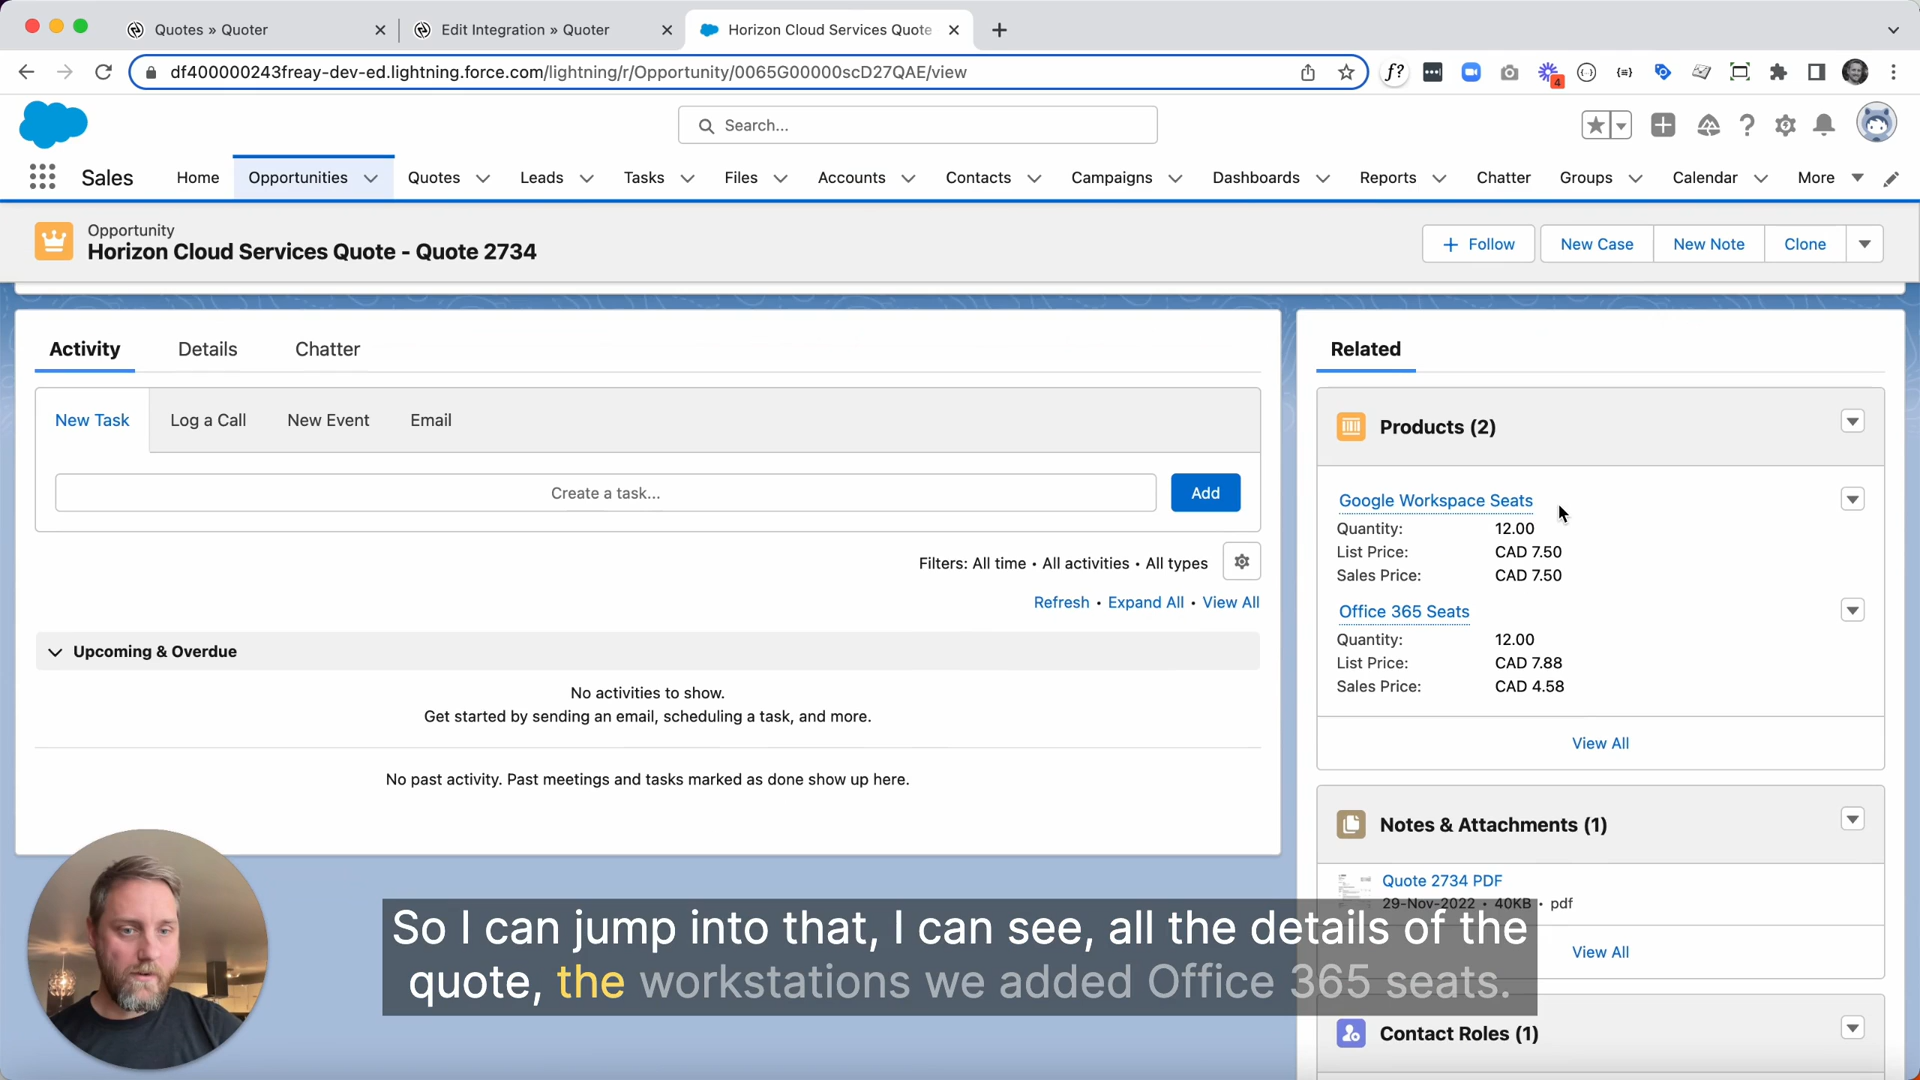 Quotes » Quoter
Edit Integration » Quoter
Horizon Cloud Services Quote
df400000243freay-dev-ed.lightning.force.com/lightning/r/Opportunity/0065G00000scD27QAE/view
f?
4
Search...
Sales
Home
Opportunities
Quotes
Leads
Tasks
Files
Accounts
Contacts
Campaigns
Dashboards
Reports
Chatter
Groups
Calendar
More
Opportunity
Horizon Cloud Services Quote - Quote 2734
+ Follow
New Case
New Note
Clone
Activity
Details
Chatter
New Task
Log a Call
New Event
Email
Create a task...
Add
Filters: All time • All activities • All types
Refresh • Expand All • View All
Upcoming & Overdue
No activities to show.
Get started by sending an email, scheduling a task, and more.
No past activity. Past meetings and tasks marked as done show up here.
Related
Products (2)
Google Workspace Seats
Quantity: 12.00
List Price: CAD 7.50
Sales Price: CAD 7.50
Office 365 Seats
Quantity: 12.00
List Price: CAD 7.88
Sales Price: CAD 4.58
View All
Notes & Attachments (1)
Quote 2734 PDF
29-Nov-2022 • 40KB • pdf
View All
Contact Roles (1)
So I can jump into that, I can see, all the details of the
quote, the workstations we added Office 365 seats.